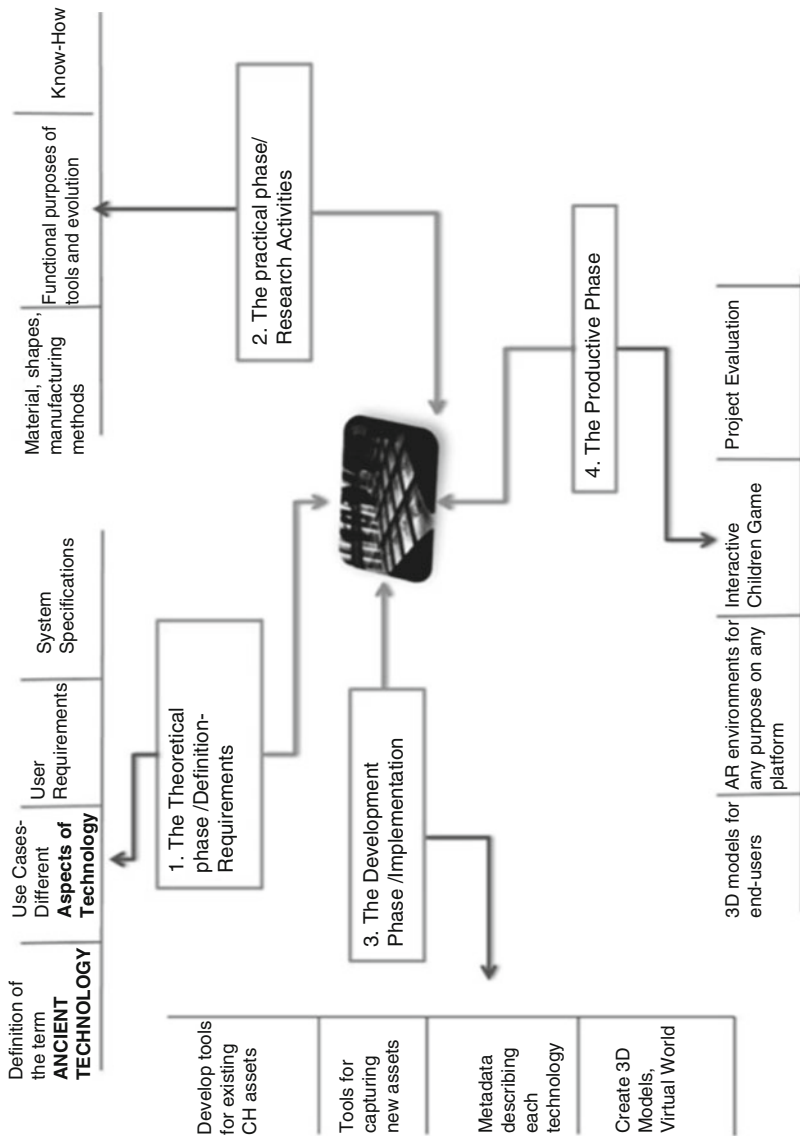 Definition of
the term
ANCIENT
TECHNOLOGY
Use Cases-
Different
Aspects of
Technology
User
Requirements
System
Specifications
Material, shapes,
manufacturing
methods
Functional purposes of
tools and evolution
Know-How
1. The Theoretical
phase /Definition-
Requirements
2. The practical phase/
Research Activities
Develop tools
for existing
CH assets
Tools for
capturing
new assets
Metadata
describing
each
technology
Create 3D
Models,
Virtual World
3. The Development
Phase /Implementation
4. The Productive Phase
3D models for
end-users
AR environments for
any purpose on any
platform
Interactive
Children Game
Project Evaluation